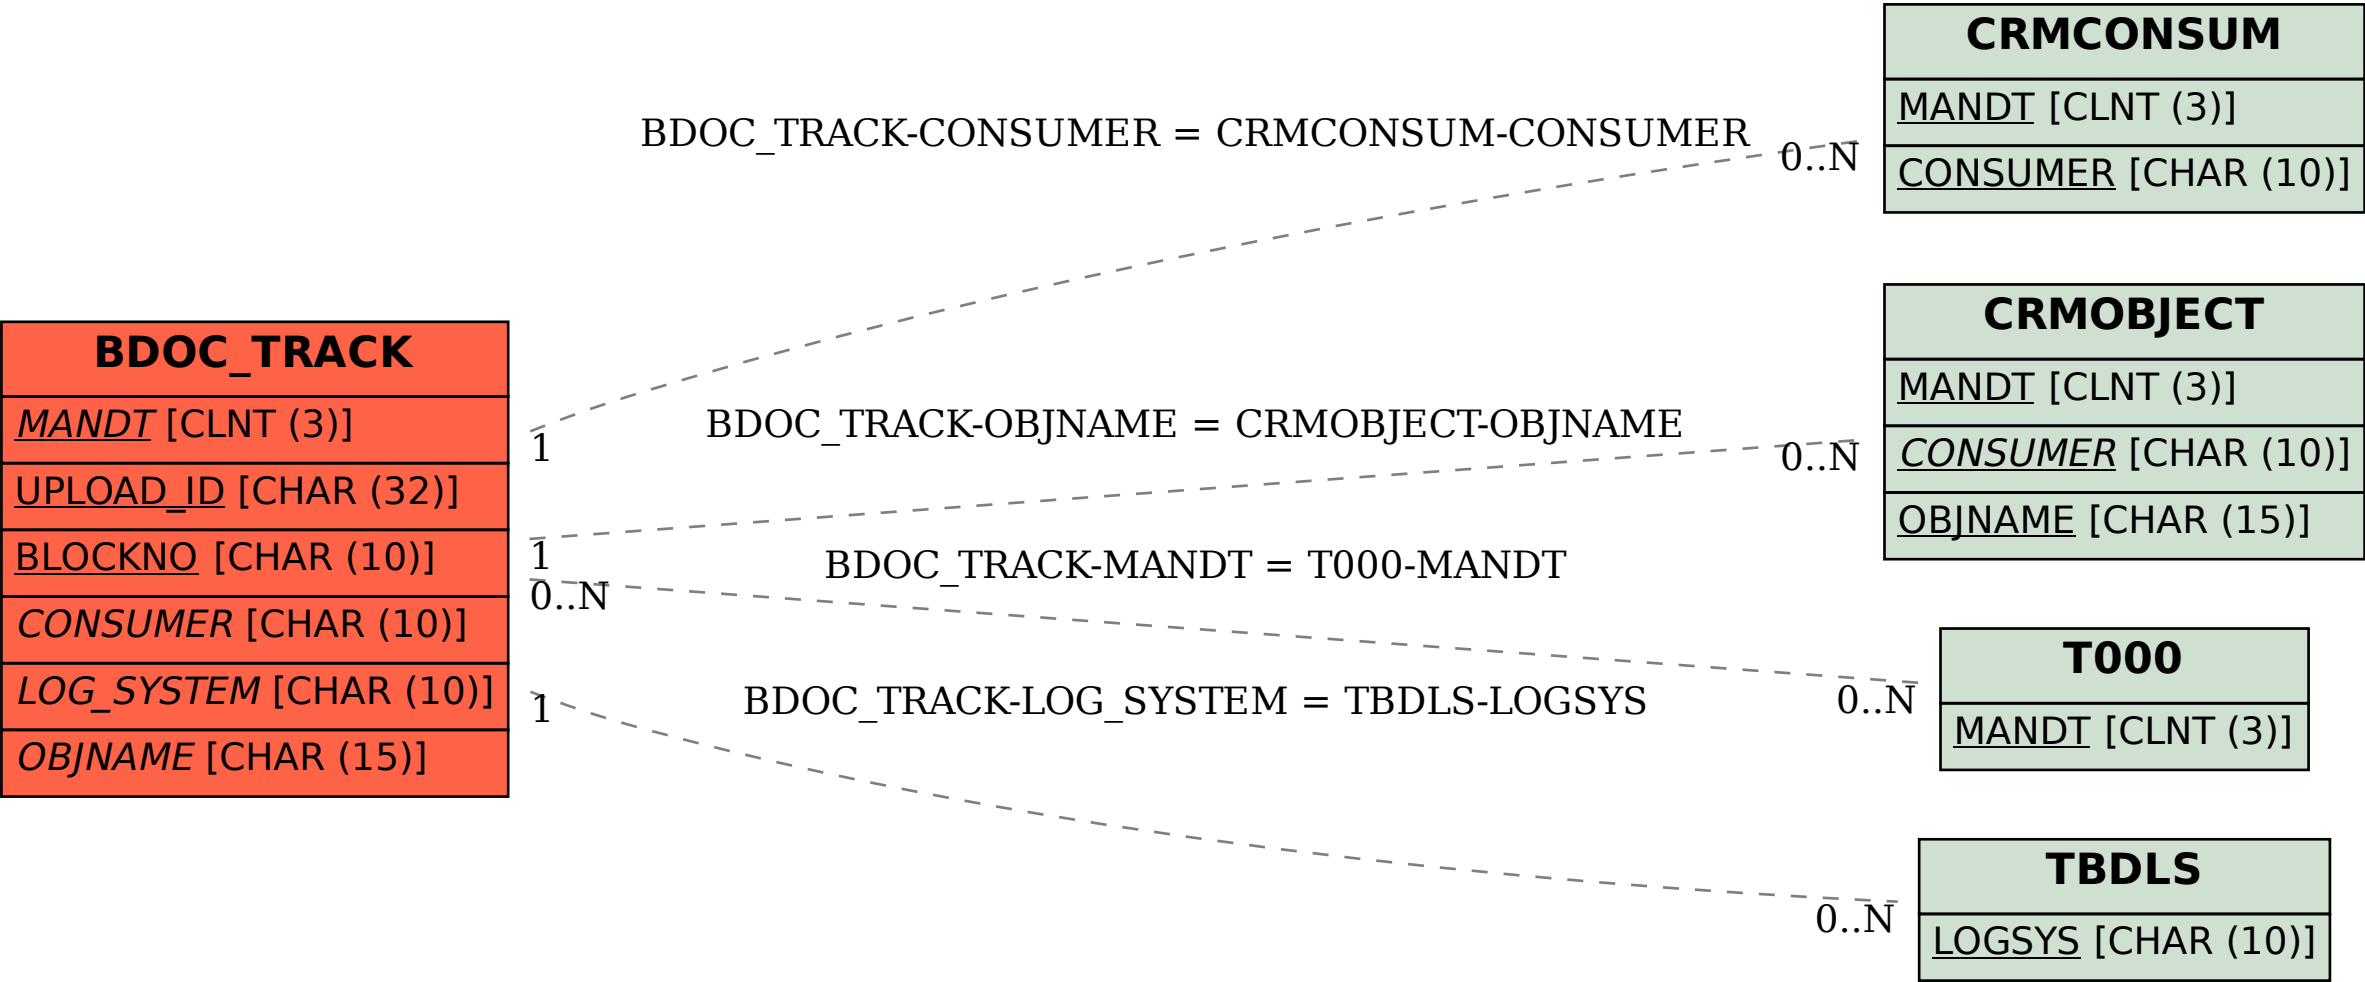 CRMCONSUM
MANDT [CLNT (3)]
CONSUMER [CHAR (10)]
BDOC_TRACK-CONSUMER = CRMCONSUM-CONSUMER
0..N
1
BDOC_TRACK
MANDT [CLNT (3)]
UPLOAD_ID [CHAR (32)]
BLOCKNO [CHAR (10)]
CONSUMER [CHAR (10)]
LOG_SYSTEM [CHAR (10)]
OBJNAME [CHAR (15)]
CRMOBJECT
MANDT [CLNT (3)]
CONSUMER [CHAR (10)]
OBJNAME [CHAR (15)]
BDOC_TRACK-OBJNAME = CRMOBJECT-OBJNAME
0..N
1
BDOC_TRACK-MANDT = T000-MANDT
0..N
0..N
T000
MANDT [CLNT (3)]
BDOC_TRACK-LOG_SYSTEM = TBDLS-LOGSYS
1
0..N
TBDLS
LOGSYS [CHAR (10)]